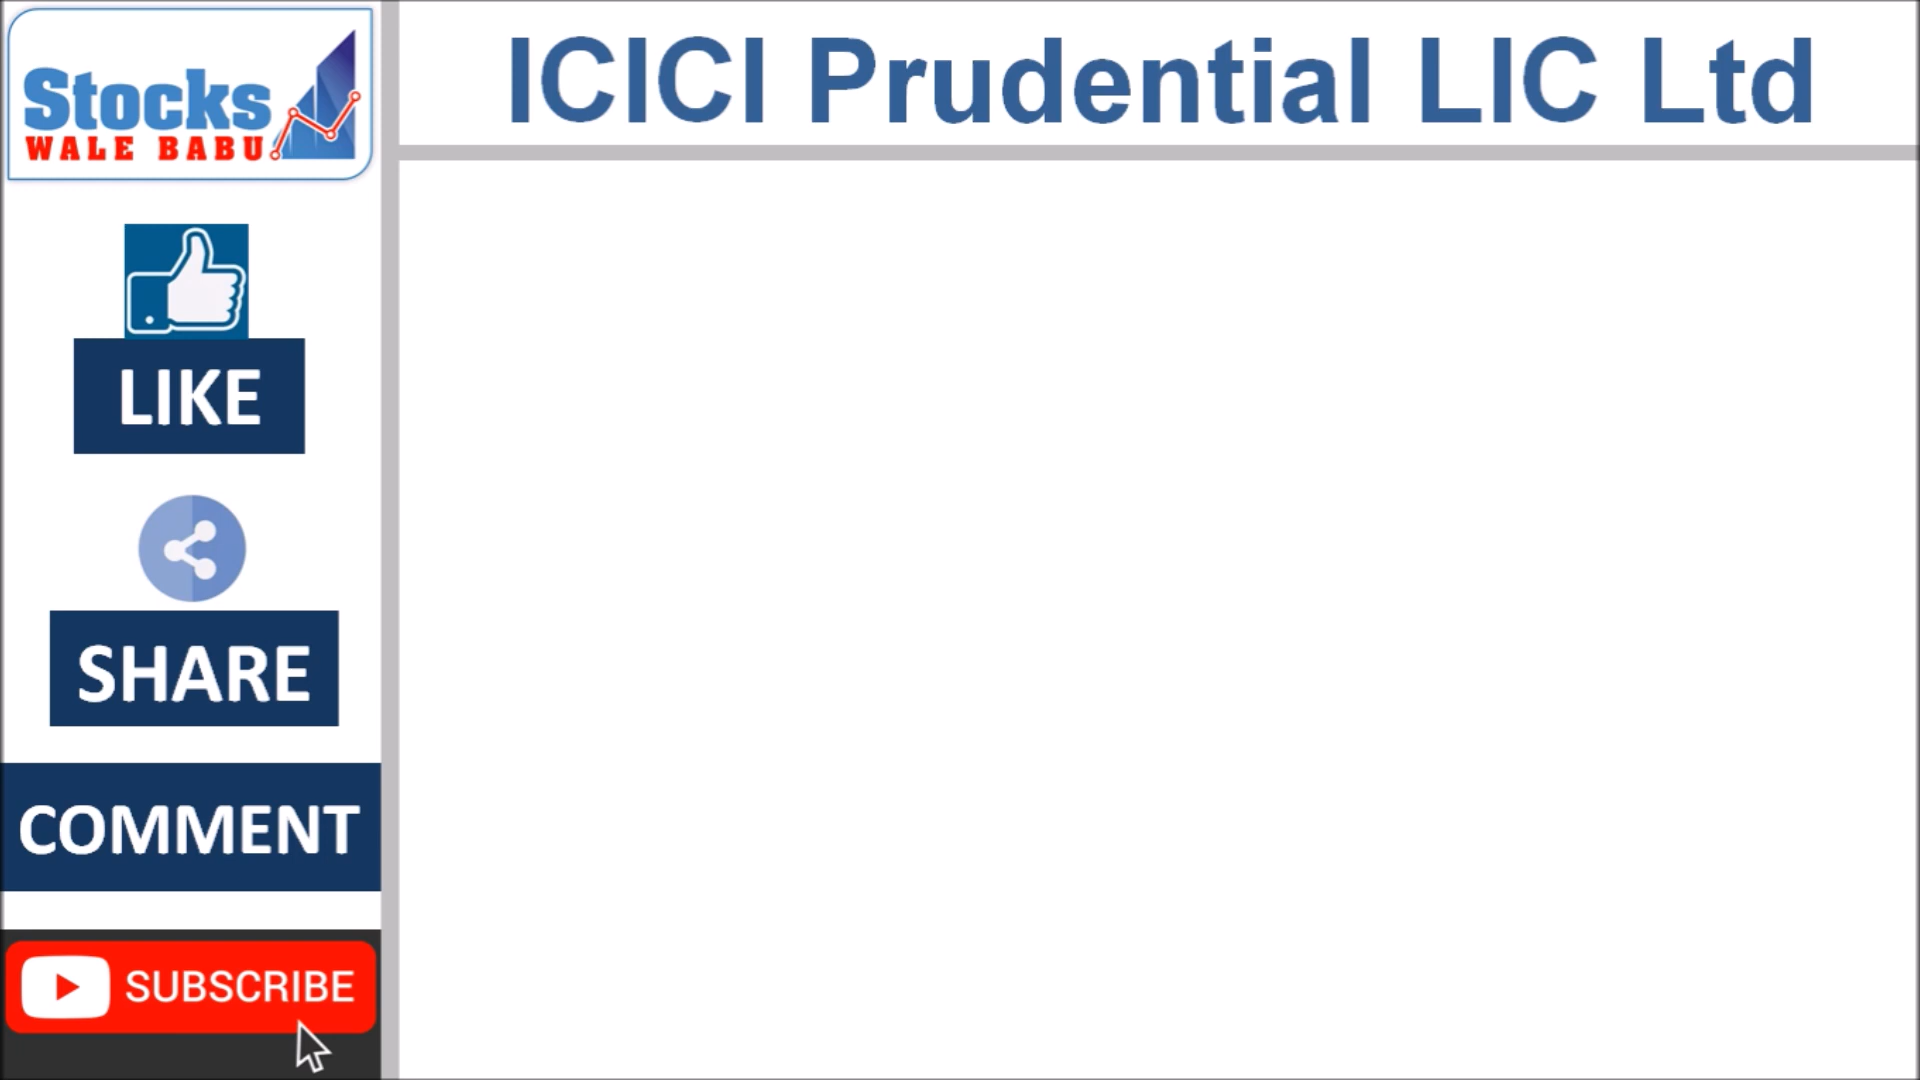 Stocks
WALE BABU
ICICI Prudential LIC Ltd
LIKE
SHARE
COMMENT
SUBSCRIBE